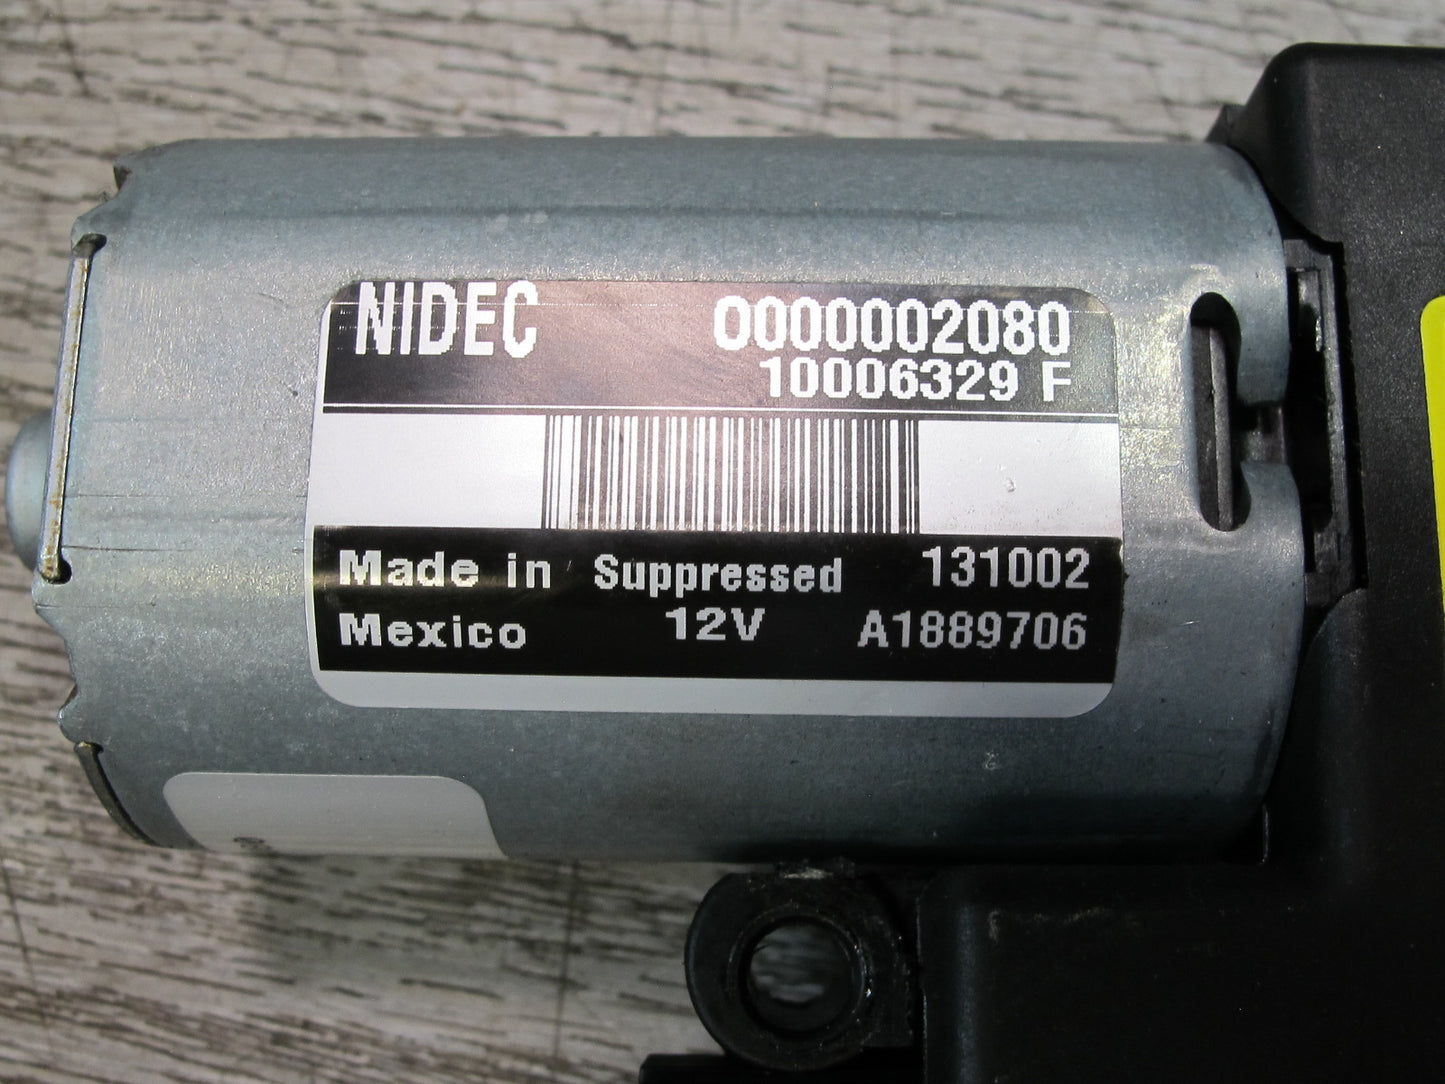 NIDEC 0000002080
10006329 F
Made in Suppressed 131002
Mexico 12V A1889706